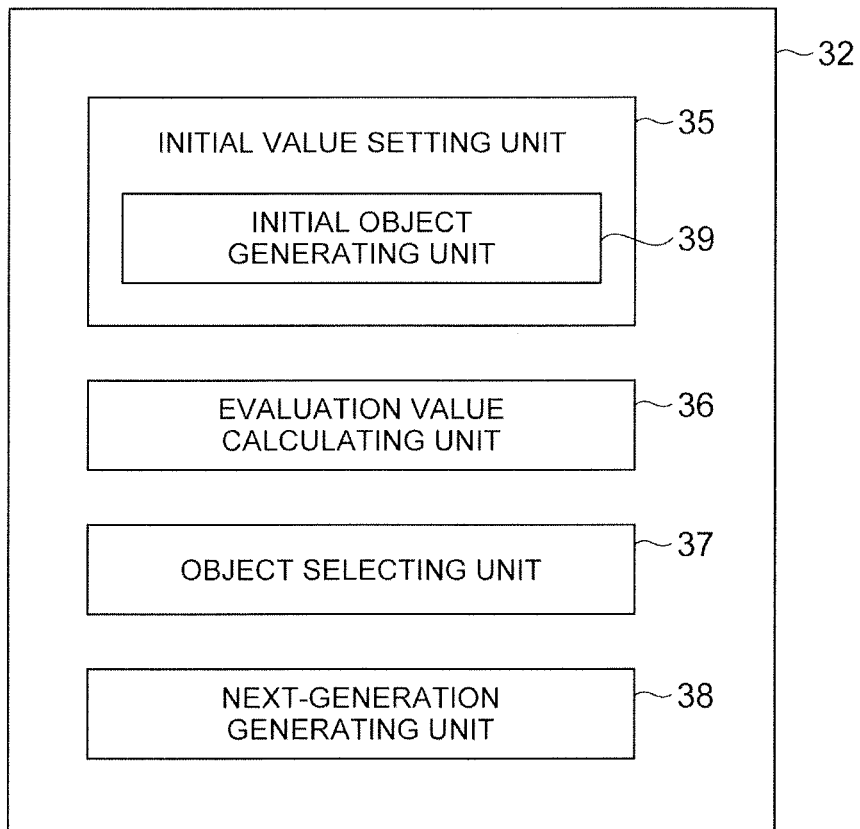 32
35
INITIAL VALUE SETTING UNIT
INITIAL OBJECT
GENERATING UNIT
39
EVALUATION VALUE
CALCULATING UNIT
36
OBJECT SELECTING UNIT
37
NEXT-GENERATION
GENERATING UNIT
38